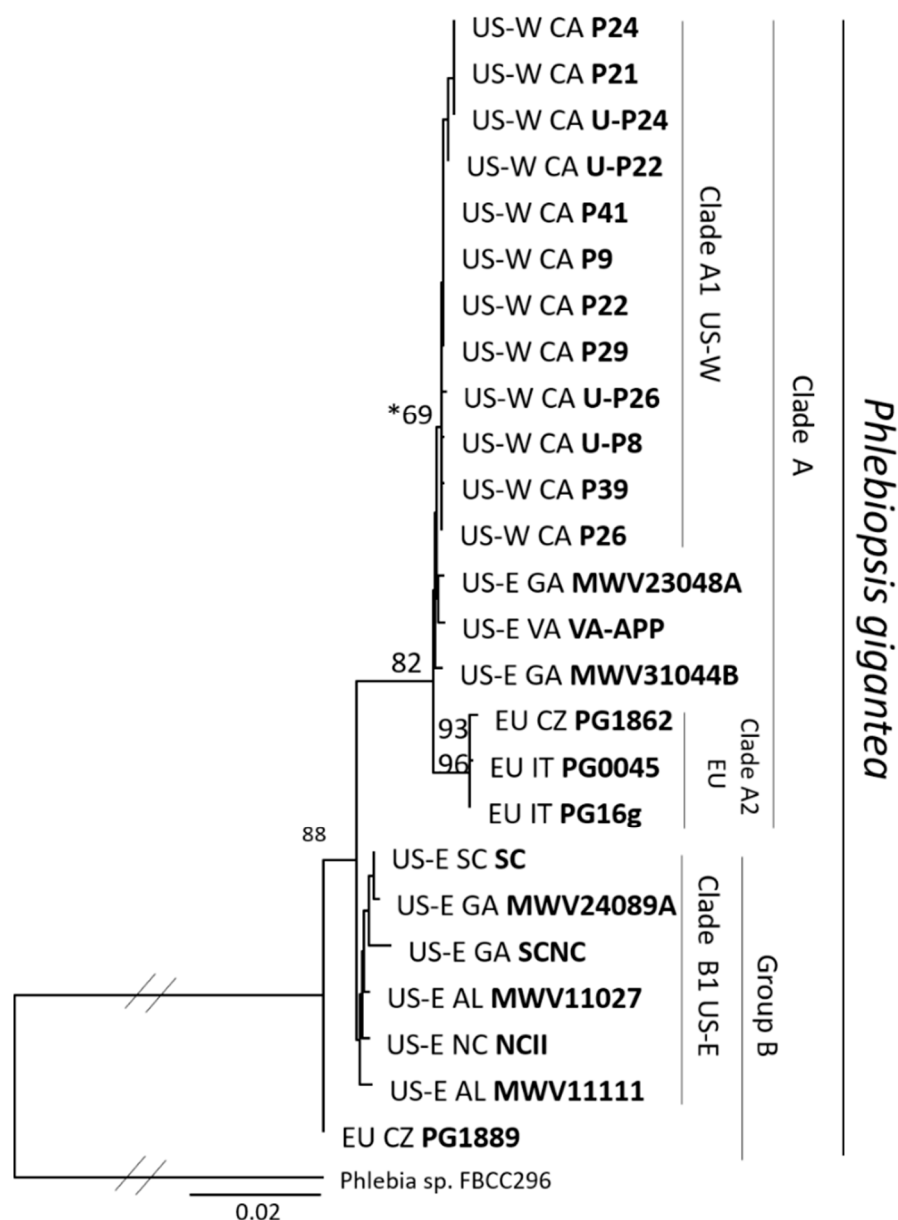 US-W CA P24
US-W CA P21
US-W CA U-P24
US-W CA U-P22
US-W CA P41
US-W CA P9
US-W CA P22
US-W CA P29
US-W CA U-P26
*69
US-W CA U-P8
US-W CA P39
US-W CA P26
US-E GA MWV23048A
US-E VA VA-APP
82
US-E GA MWV31044B
EU CZ PG1862
93
EU IT PG0045
96
EU IT PG16g
88
US-E SC SC
US-E GA MWV24089A
US-E GA SCNC
US-E AL MWV11027
US-E NC NCII
US-E AL MWV11111
EU CZ PG1889
Phlebia sp. FBCC296
0.02
Clade A1 US-W
Clade A2
EU
Clade B1 US-E
Clade A
Group B
Phlebiopsis gigantea